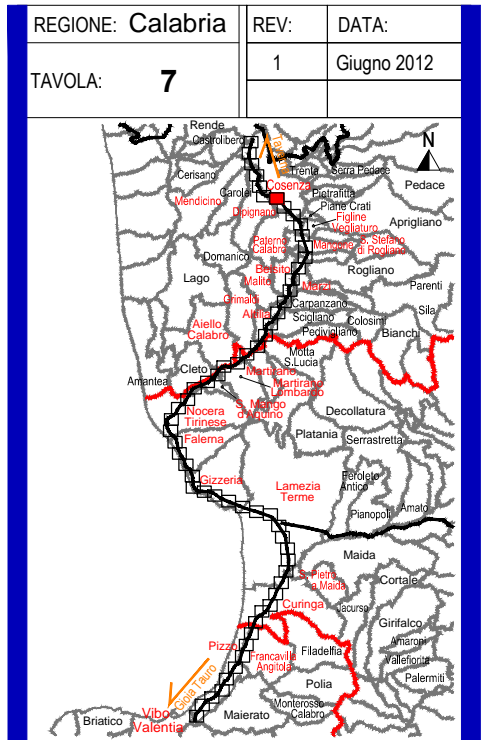 REGIONE: Calabria
REV:
DATA:
TAVOLA: 7
1
Giugno 2012
Rende
Castrolibero
Taranto
N
Trenta
Serra Pedace
Cerisano
Cosenza
Pedace
Carolei
Pietrafitta
Mendicino
Dipignano
Piane Crati
Figline
Vegliaturo
Aprigliano
Paterno
Calabro
Mangone
S. Stefano
di Rogliano
Domanico
Belsito
Rogliano
Lago
Malito
Marzi
Parenti
Grimaldi
Carpanzano
Sila
Altilia
Scigliano
Colosimi
Aiello
Calabro
Pedivigliano
Bianchi
Motta
S.Lucia
Cleto
Martirano
Amantea
Martirano
Lombardo
S. Mango
d'Aquino
Nocera
Tirinese
Decollatura
Platania
Serrastretta
Falerna
Gizzeria
Lamezia
Terme
Feroleto
Antico
Pianopoli
Amato
Maida
S. Pietro
a Maida
Cortale
Curinga
Jacurso
Girifalco
Pizzo
Francavilla
Angitola
Filadelfia
Amaroni
Vallefiorita
Palermiti
Gioia Tauro
Polia
Monterosso
Calabro
Briatico
Vibo
Valentia
Maierato